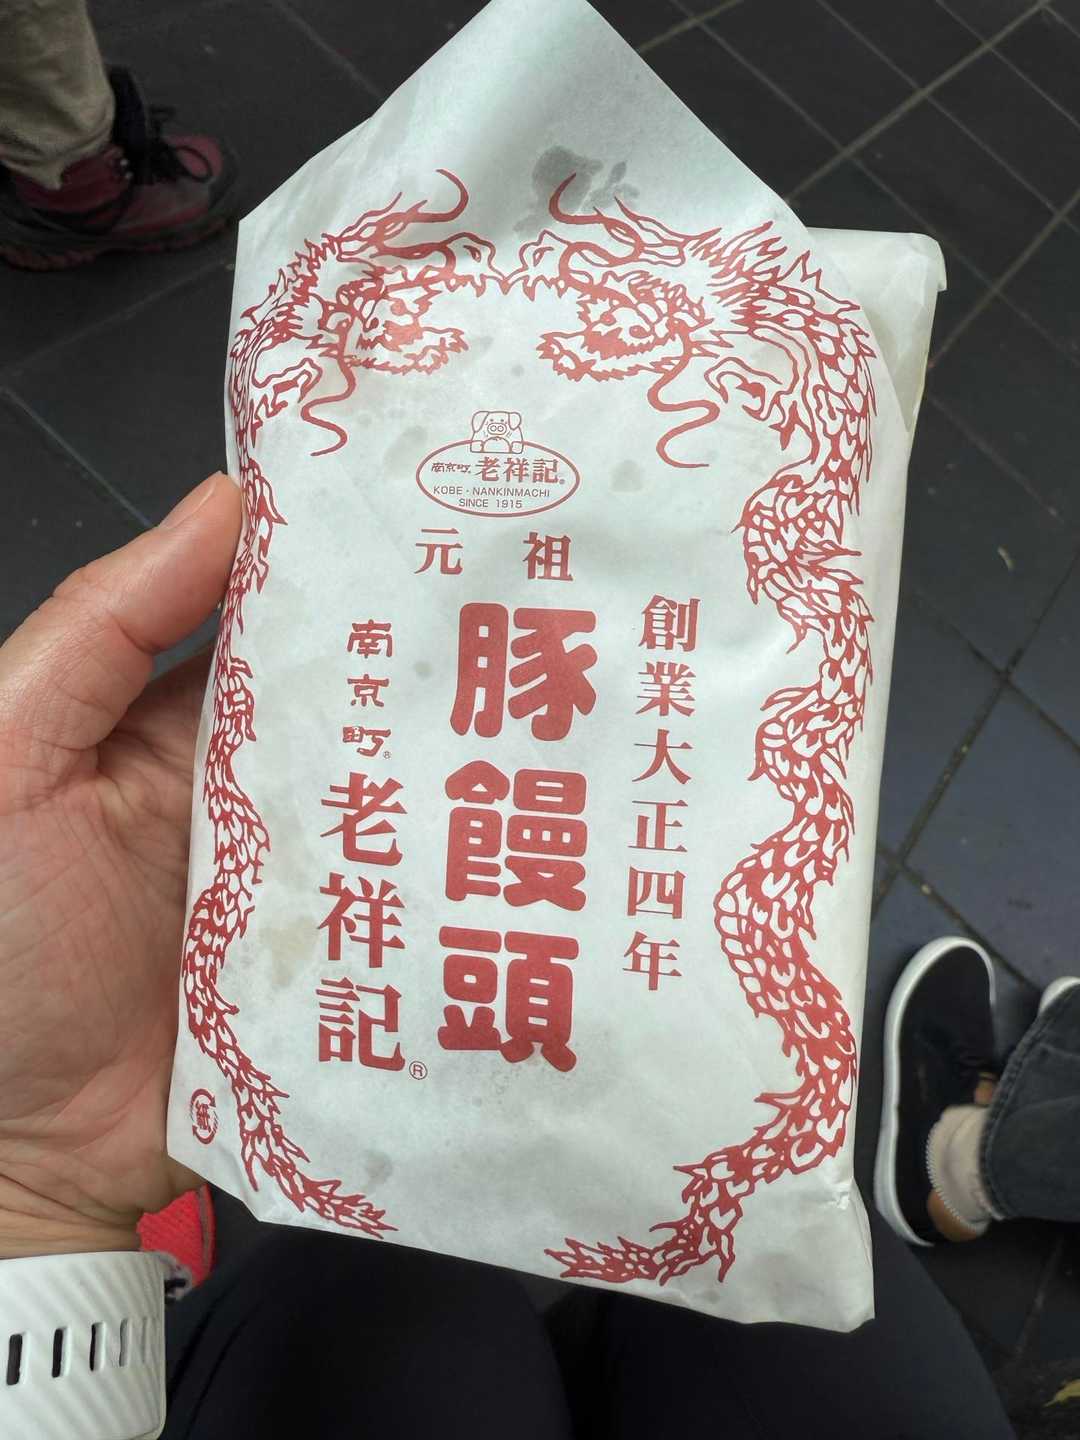 南京町 老祥記®
KOBE・NANKINMACHI
SINCE 1915
元祖
創業大正四年
豚饅頭
南京町® 老祥記®
紙